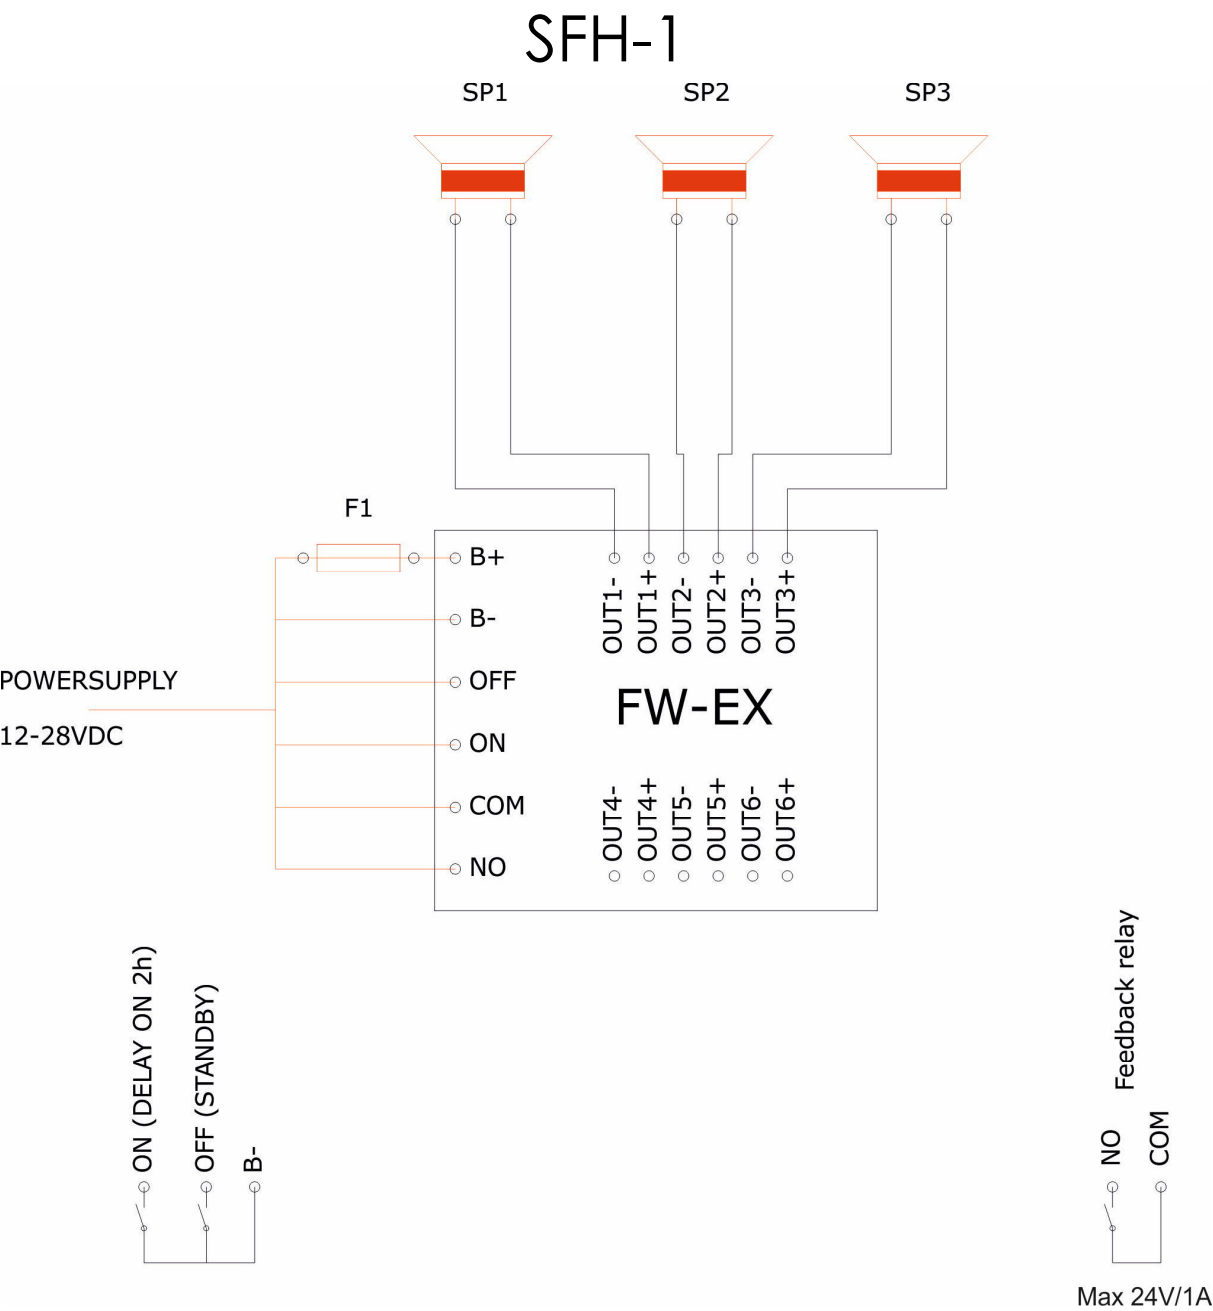 SFH-1
SP1
SP2
SP3
F1
B+
B-
OFF
ON
COM
NO
OUT1-
OUT1+
OUT2-
OUT2+
OUT3-
OUT3+
FW-EX
OUT4-
OUT4+
OUT5-
OUT5+
OUT6-
OUT6+
POWERSUPPLY
12-28VDC
ON (DELAY ON 2h)
OFF (STANDBY)
B-
Feedback relay
NO
COM
Max 24V/1A